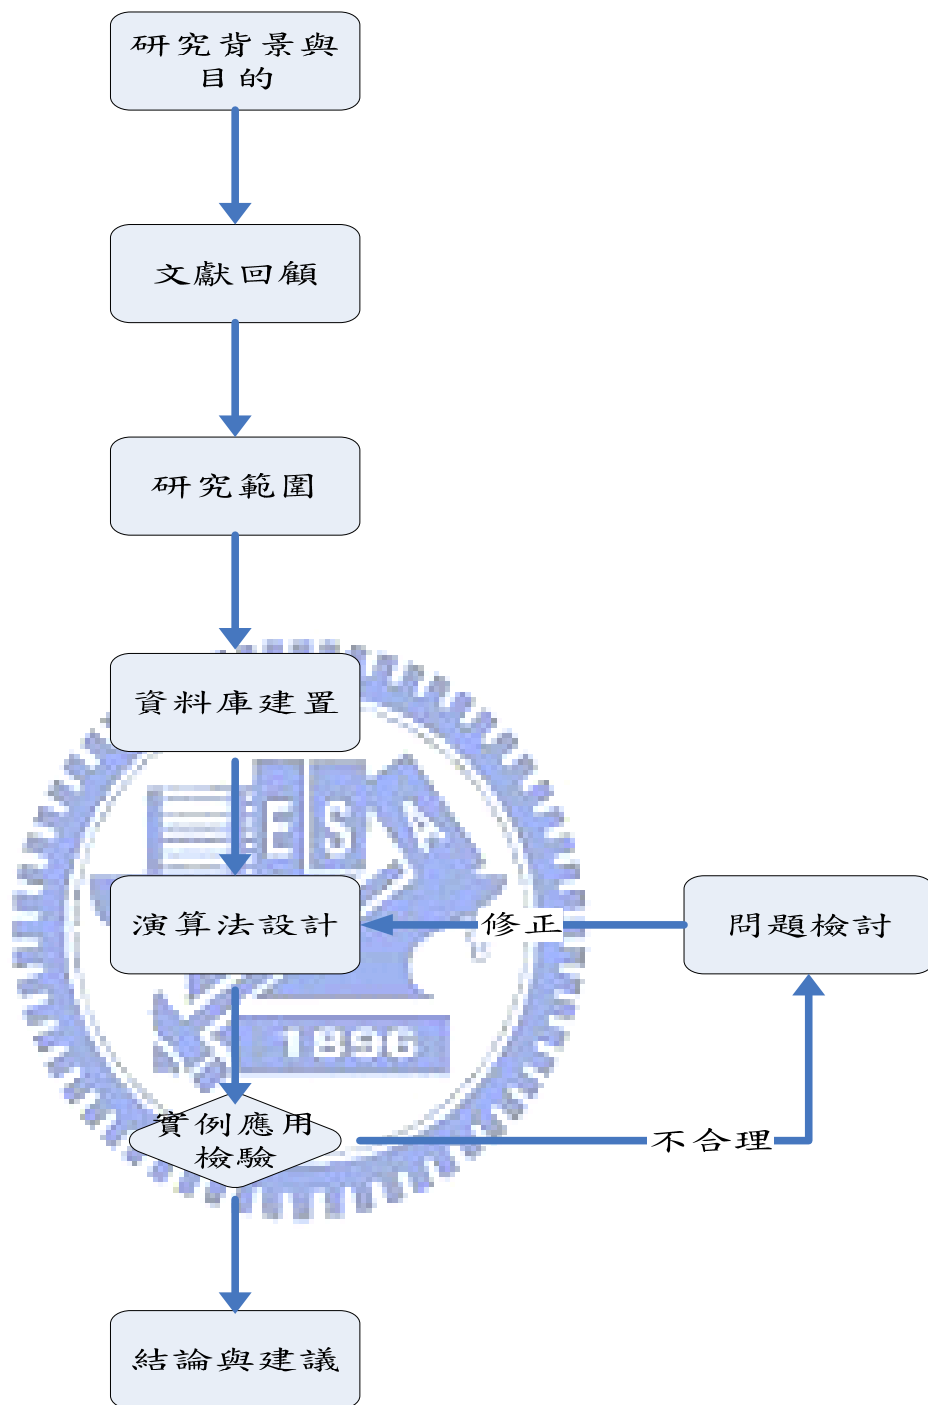 研究背景與
目的
文獻回顧
研究範圍
資料庫建置
ESA
演算法設計
修正
問題檢討
1896
實例應用
檢驗
不合理
結論與建議